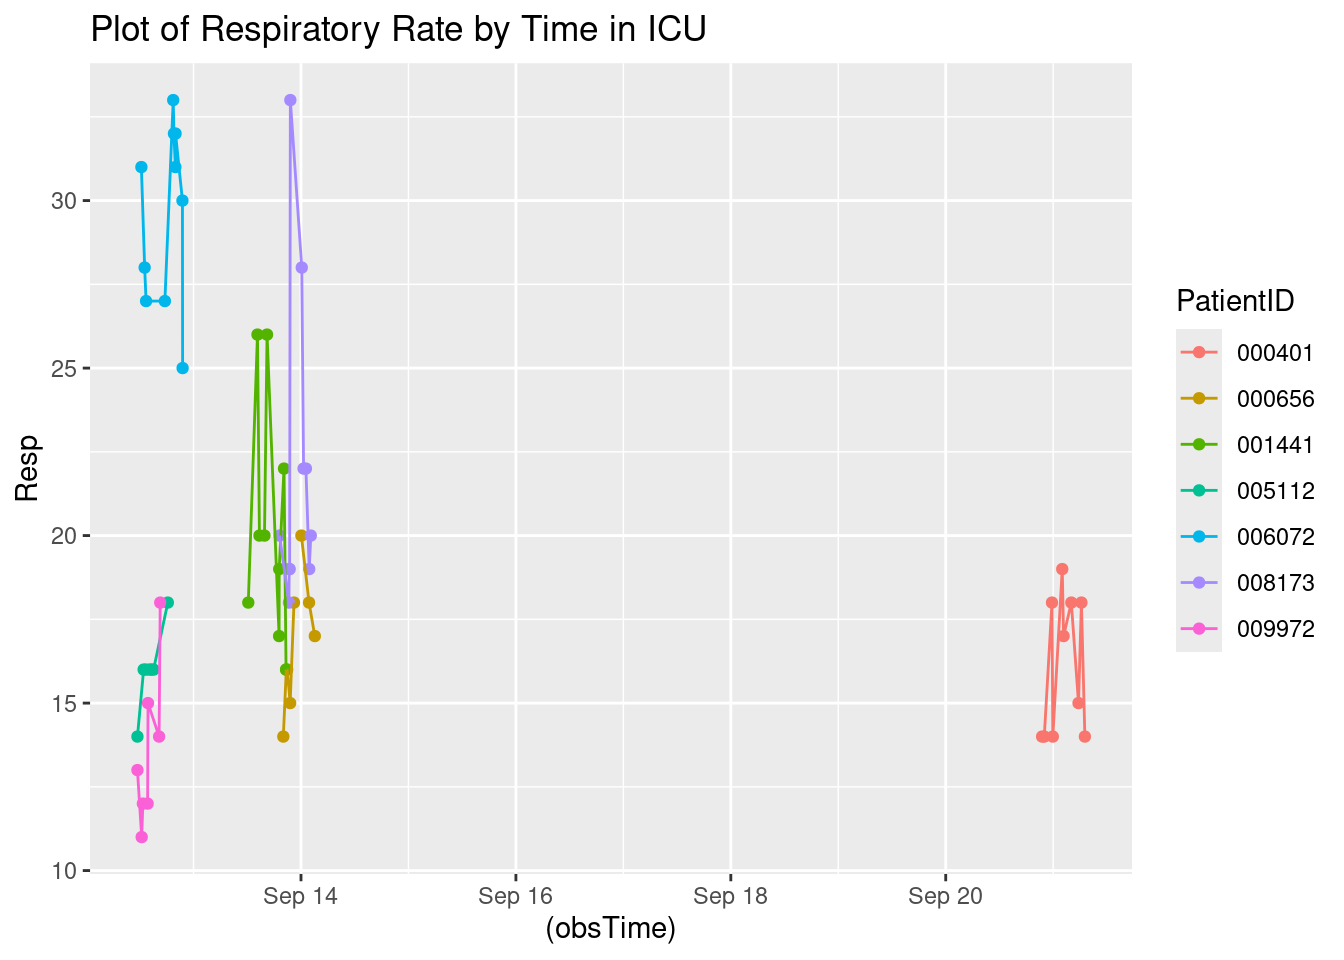 Plot of Respiratory Rate by Time in ICU
Resp
30
25
20
15
10
Sep 14
Sep 16
Sep 18
Sep 20
(obsTime)
PatientID
000401
000656
001441
005112
006072
008173
009972